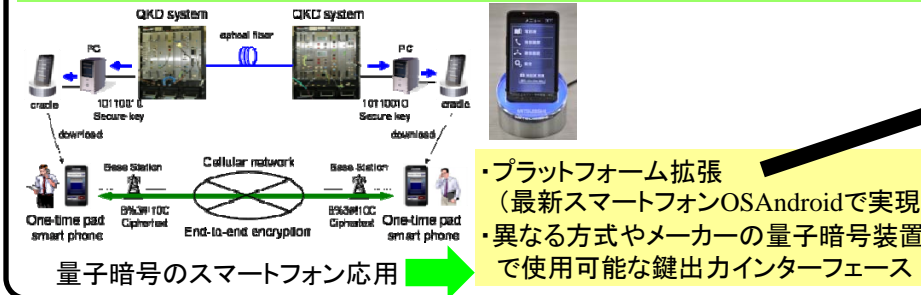 QKD system
QKD system
optical fiber
PC
PC
cradle
cradle
Secure key
10110010
Secure key
download
download
Base Station
Cellular network
Base Station
One-time pad
smart phone
Ciphertext
End-to-end encryption
Ciphertext
One-time pad
smart phone
量子暗号のスマートフォン応用
・プラットフォーム拡張
（最新スマートフォンOSAndroidで実現
・異なる方式やメーカーの量子暗号装置
で使用可能な鍵出力インターフェース